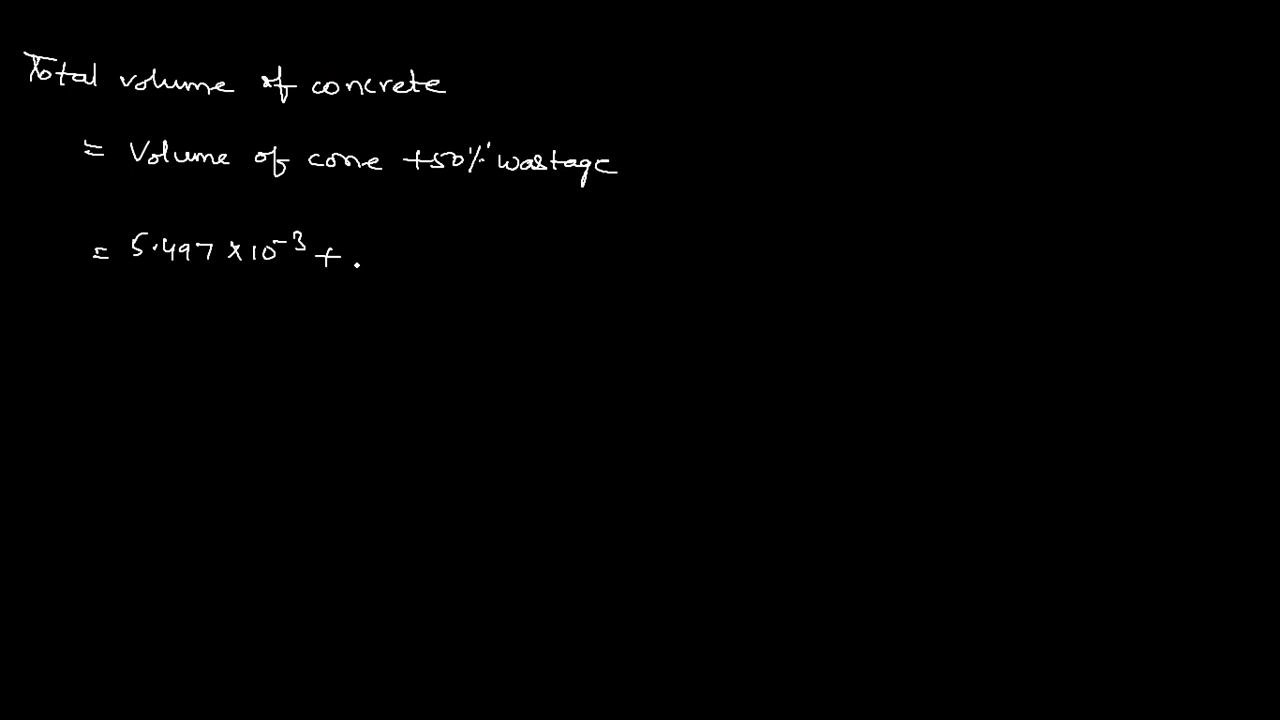 Total volume of concrete
= Volume of cone +50% wastage
= 5.497 × 10⁻³ + .